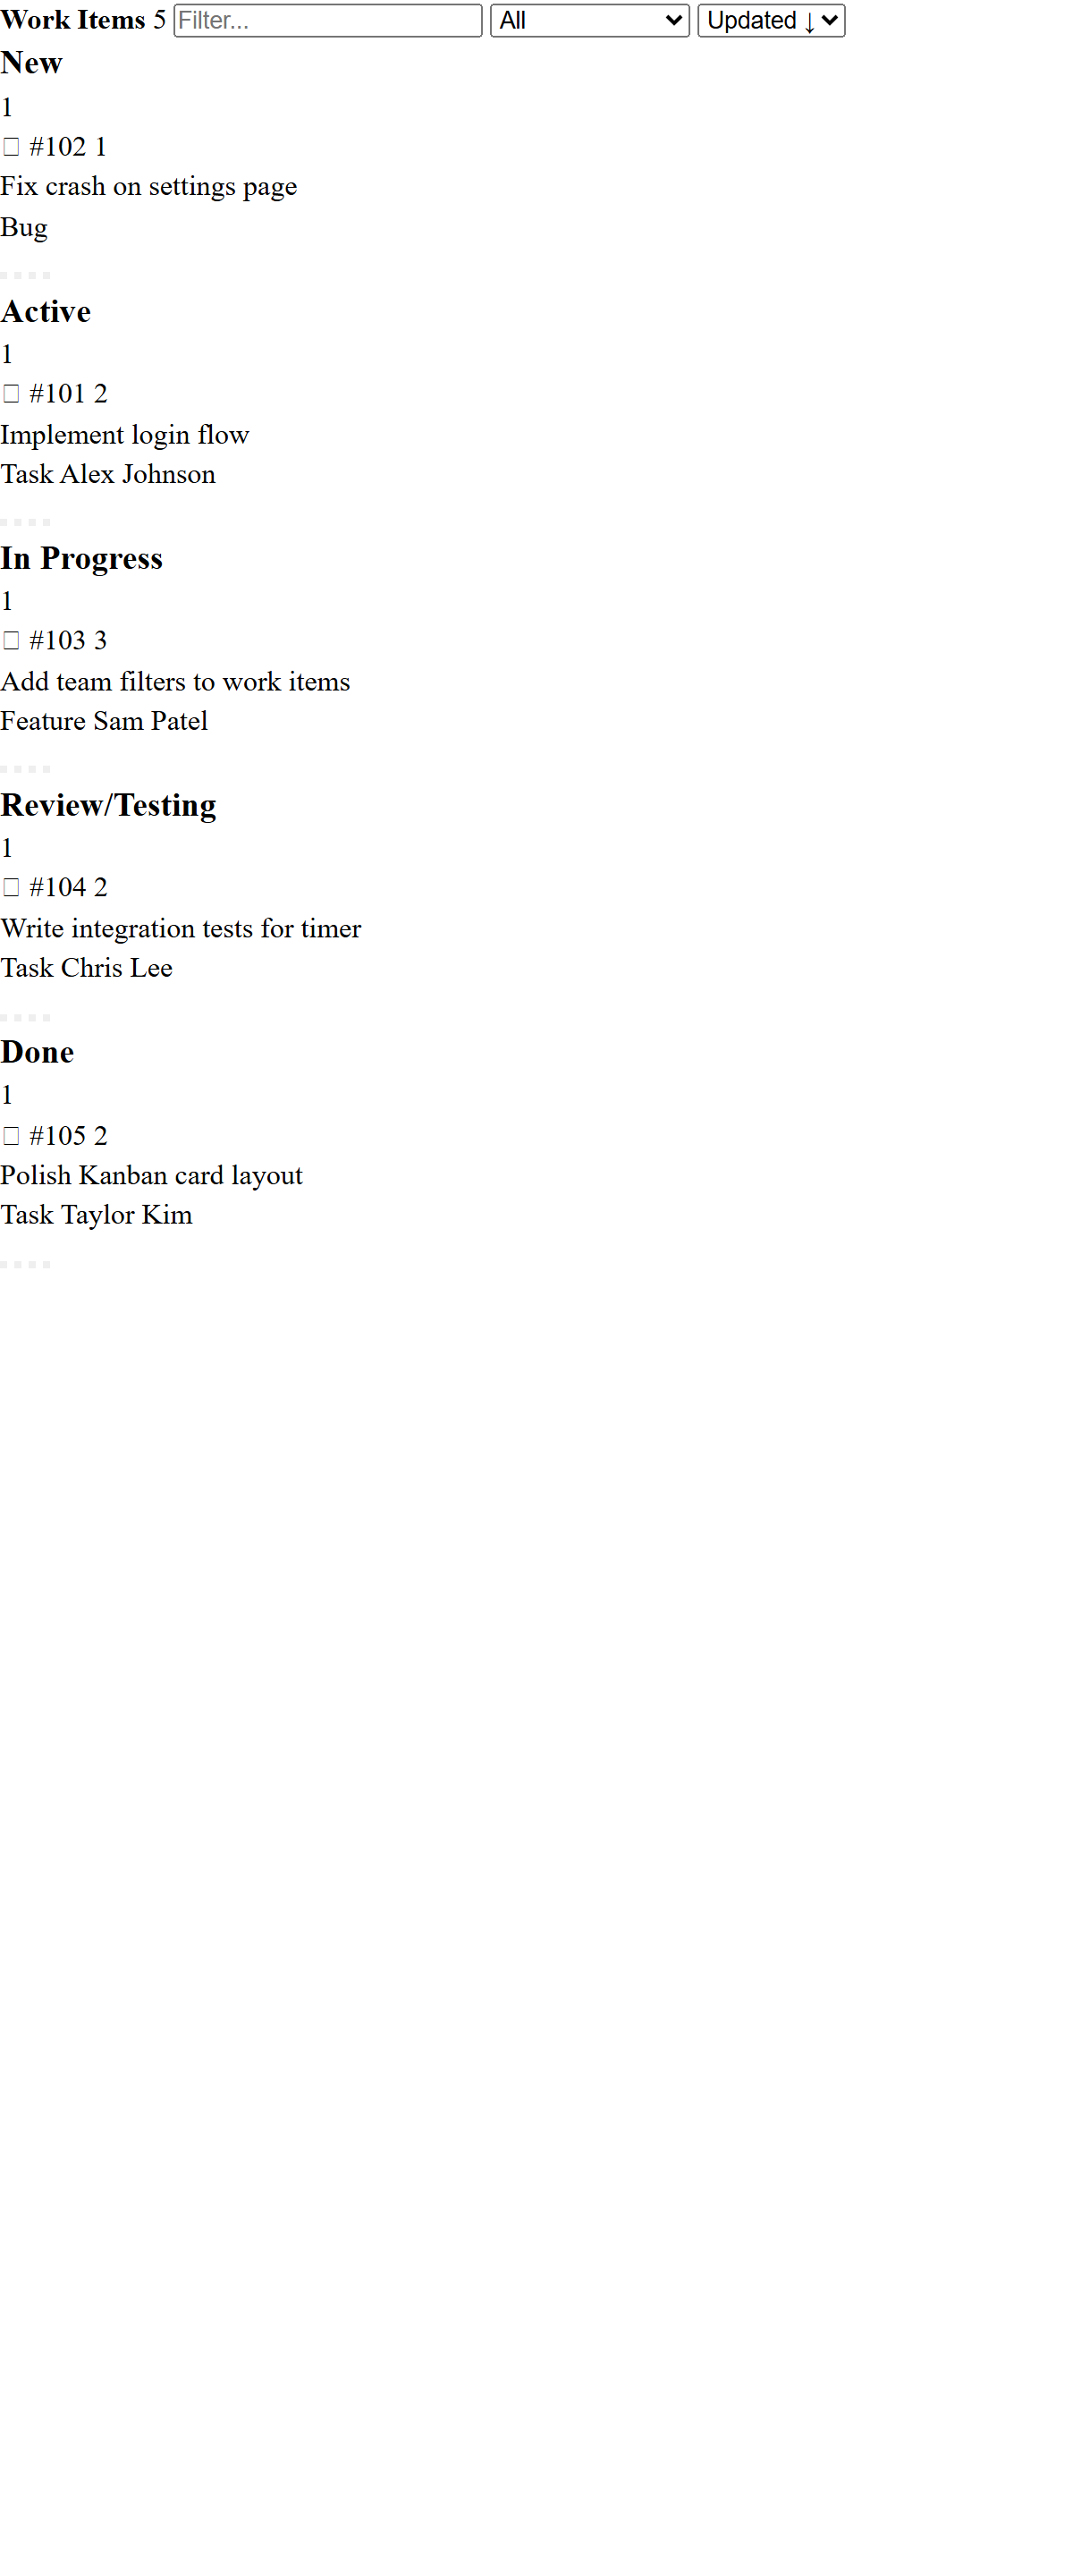 Work Items 5 Filter... All Updated ↓
New
1
#102 1
Fix crash on settings page
Bug
Active
1
#101 2
Implement login flow
Task Alex Johnson
In Progress
1
#103 3
Add team filters to work items
Feature Sam Patel
Review/Testing
1
#104 2
Write integration tests for timer
Task Chris Lee
Done
1
#105 2
Polish Kanban card layout
Task Taylor Kim